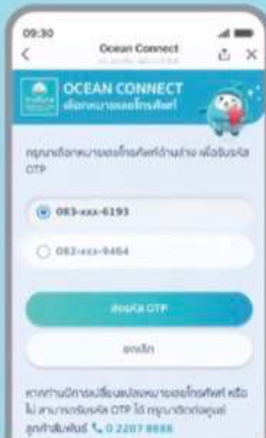 09:30
Ocean Connect
OCEAN CONNECT
เลือกหมายเลขโทรศัพท์
กรุณาเลือกหมายเลขโทรศัพท์ด้านล่าง เพื่อรับรหัส
OTP
083-xxx-6193
082-xxx-9464
ส่งรหัส OTP
ยกเลิก
หากท่านมีการเปลี่ยนแปลงหมายเลขโทรศัพท์ หรือ
ไม่ สามารถรับรหัส OTP ได้ กรุณาติดต่อศูนย์
ลูกค้าสัมพันธ์ 0 2207 8888